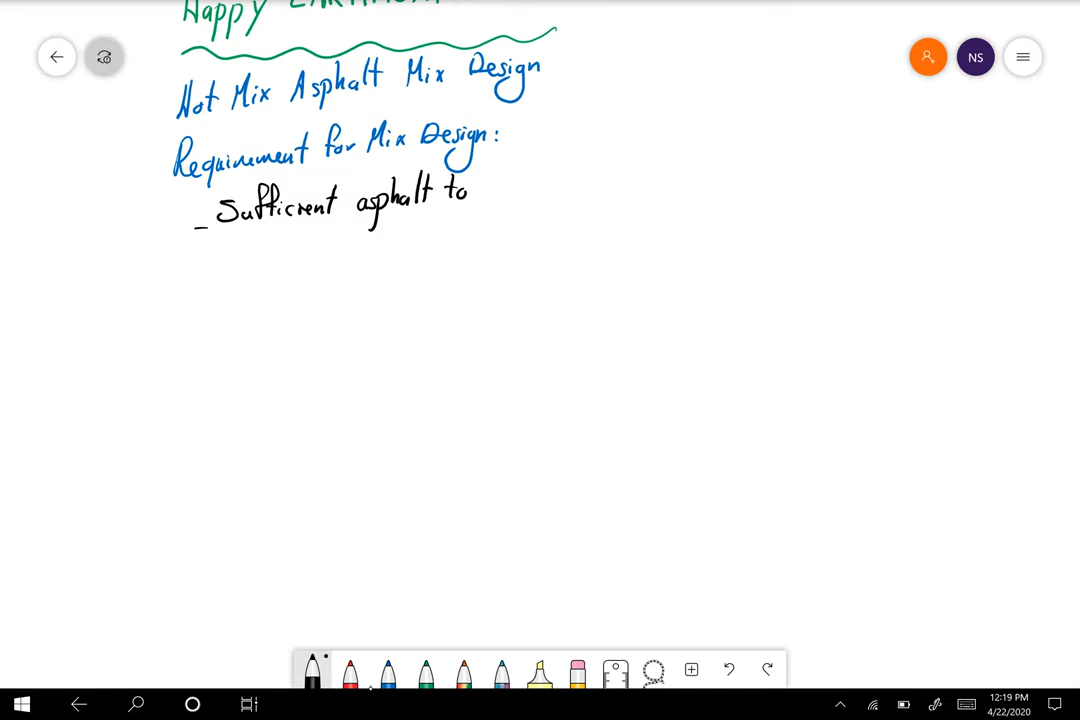 Happy
Hot Mix Asphalt Mix Design
Requirement for Mix Design:
- Sufficient asphalt to
NS
12:19 PM
4/22/2020